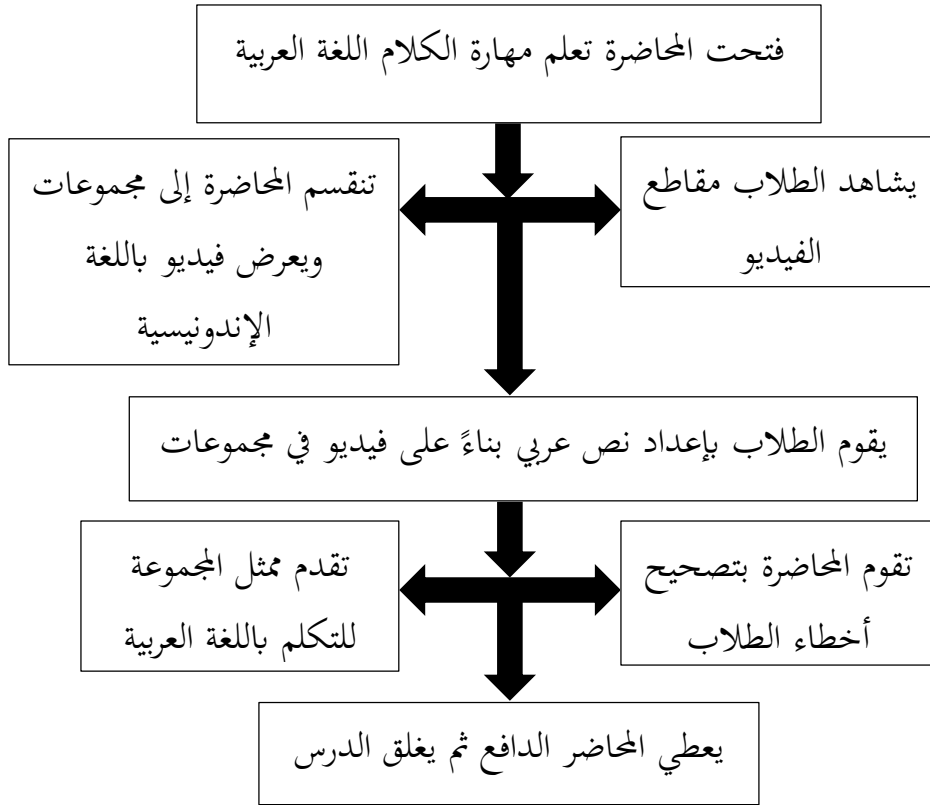 فتحت المحاضرة تعلم مهارة الكلام اللغة العربية
يشاهد الطلاب مقاطع
الفيديو
تنقسم المحاضرة إلى مجموعات
ويعرض فيديو باللغة
الإندونيسية
يقوم الطلاب بإعداد نص عربي بناءً على فيديو في مجموعات
تقوم المحاضرة بتصحيح
أخطاء الطلاب
تقدم ممثل المجموعة
للتكلم باللغة العربية
يعطي المحاضر الدافع ثم يغلق الدرس